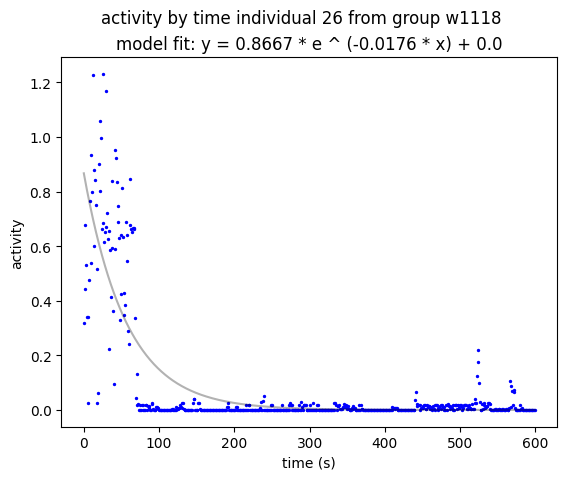 activity by time individual 26 from group w1118
model fit: y = 0.8667 * e ^ (-0.0176 * x) + 0.0
1.2
1.0
0.8
0.6
0.4
0.2
0.0
activity
0 100 200 300 400 500 600
time (s)